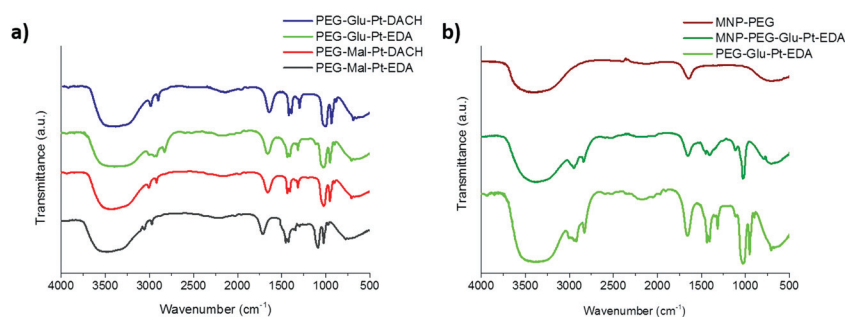 a)
PEG-Glu-Pt-DACH
PEG-Glu-Pt-EDA
PEG-Mal-Pt-DACH
PEG-Mal-Pt-EDA
Transmittance (a.u.)
4000 3500 3000 2500 2000 1500 1000 500
Wavenumber (cm⁻¹)
b)
MNP-PEG
MNP-PEG-Glu-Pt-EDA
PEG-Glu-Pt-EDA
Transmittance (a.u.)
4000 3500 3000 2500 2000 1500 1000 500
Wavenumber (cm⁻¹)